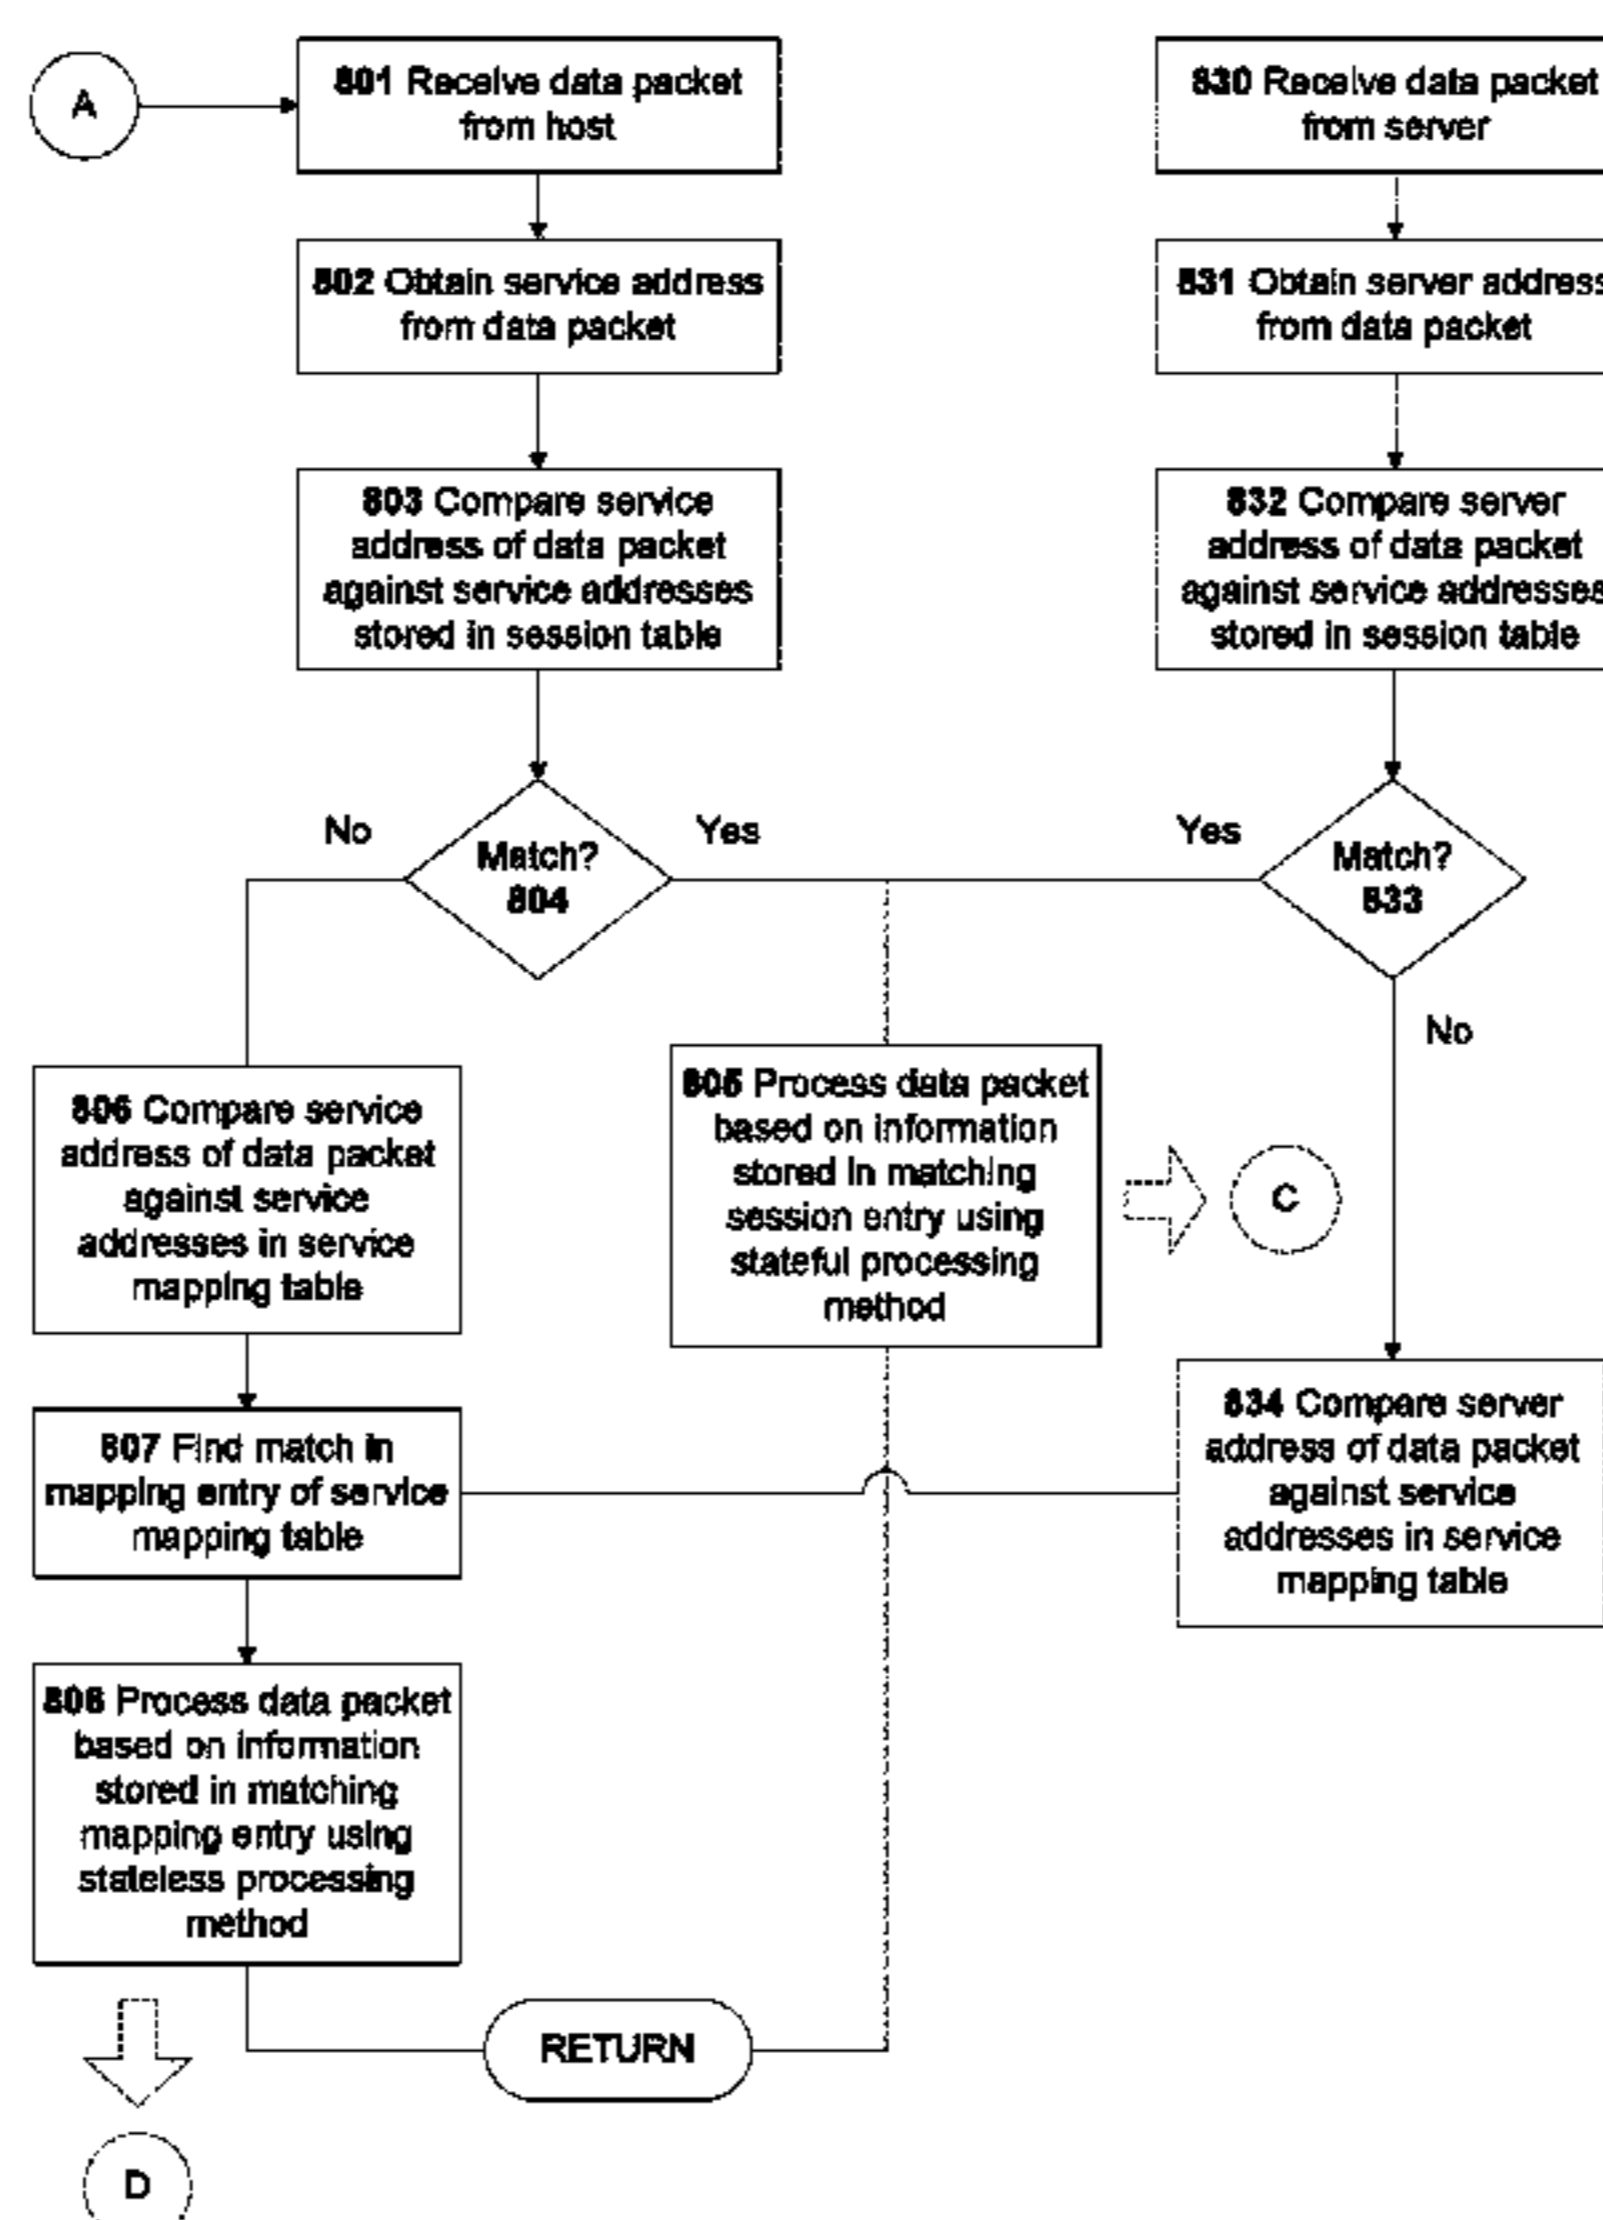 A
801 Receive data packet
from host
802 Obtain service address
from data packet
803 Compare service
address of data packet
against service addresses
stored in session table
No
Match?
804
Yes
830 Receive data packet
from server
831 Obtain server address
from data packet
832 Compare server
address of data packet
against service addresses
stored in session table
Yes
Match?
833
No
806 Compare service
address of data packet
against service
addresses in service
mapping table
805 Process data packet
based on information
stored in matching
session entry using
stateful processing
method
C
807 Find match in
mapping entry of service
mapping table
834 Compare server
address of data packet
against service
addresses in service
mapping table
808 Process data packet
based on information
stored in matching
mapping entry using
stateless processing
method
RETURN
D